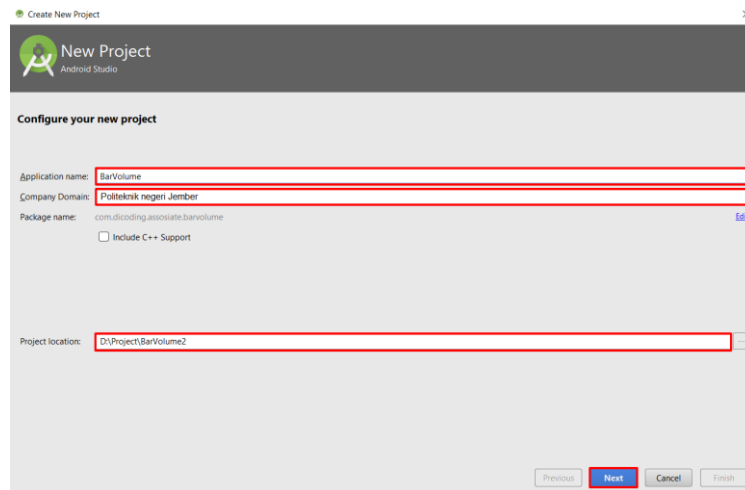 Create New Project
New Project
Android Studio
Configure your new project
Application name: BarVolume
Company Domain: Politeknik negeri Jember
Package name: com.dicoding.assosiate.barvolume
Include C++ Support
Project location: D:\Project\BarVolume2
Previous Next Cancel Finish